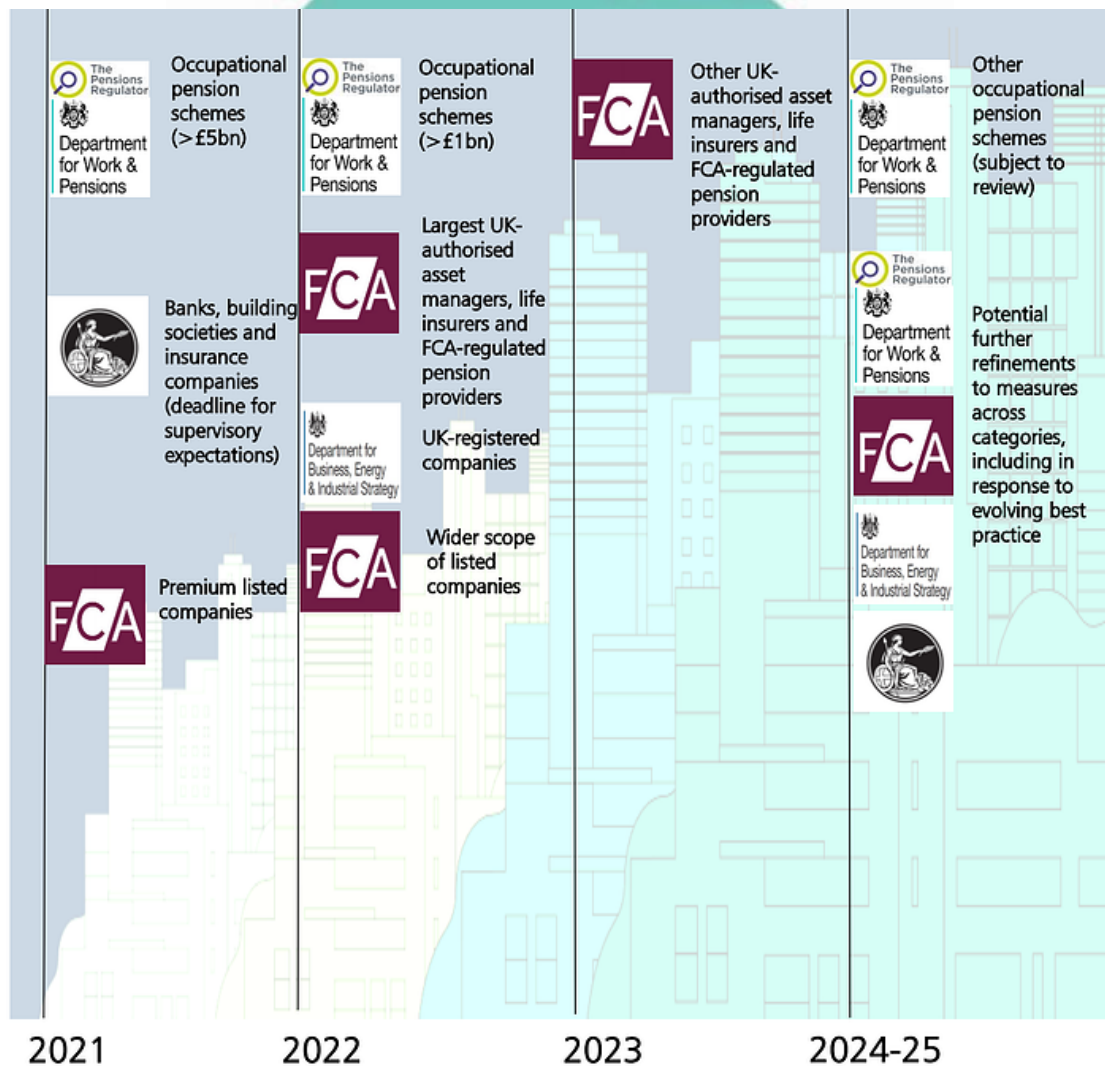 The
Pensions
Regulator
Department
for Work &
Pensions
Occupational
pension
schemes
(>£5bn)
Banks, building
societies and
insurance
companies
(deadline for
supervisory
expectations)
FCA
Premium listed
companies
The
Pensions
Regulator
Department
for Work &
Pensions
Occupational
pension
schemes
(>£1bn)
FCA
Largest UK-
authorised
asset
managers, life
insurers and
FCA-regulated
pension
providers
Department for
Business, Energy
& Industrial Strategy
UK-registered
companies
FCA
Wider scope
of listed
companies
FCA
Other UK-
authorised asset
managers, life
insurers and
FCA-regulated
pension
providers
The
Pensions
Regulator
Department
for Work &
Pensions
Other
occupational
pension
schemes
(subject to
review)
The
Pensions
Regulator
Department
for Work &
Pensions
FCA
Department for
Business, Energy
& Industrial Strategy
Potential
further
refinements
to measures
across
categories,
including in
response to
evolving best
practice
2021
2022
2023
2024-25